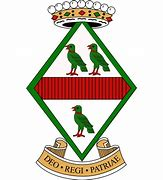 DEO · REGI · PATRIAE